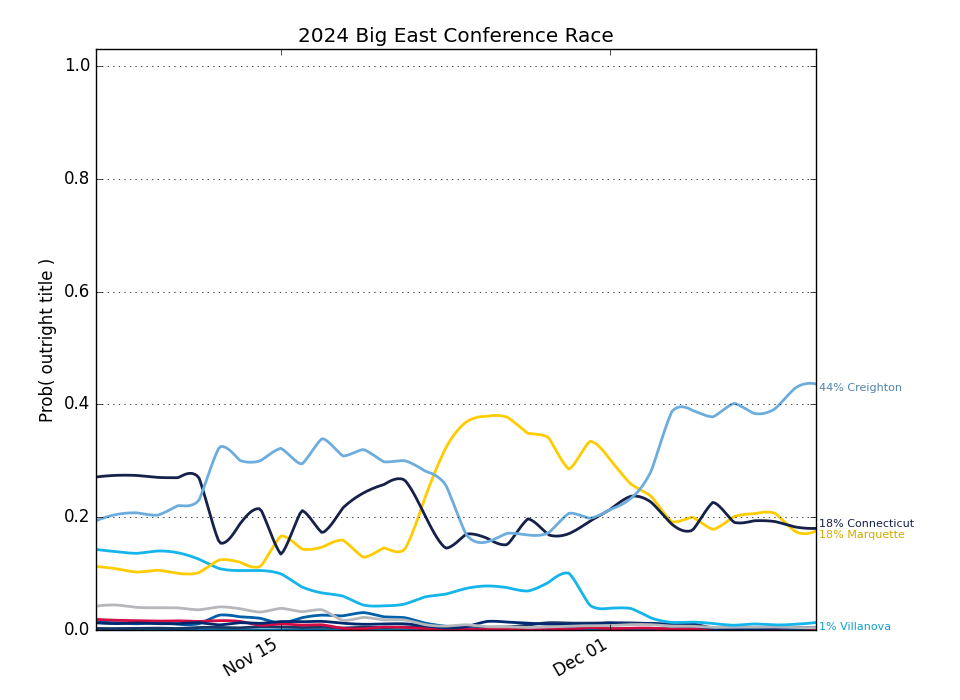 2024 Big East Conference Race
Prob( outright title )
1.0
0.8
0.6
0.4
0.2
0.0
Nov 15
Dec 01
44% Creighton
18% Connecticut
18% Marquette
1% Villanova